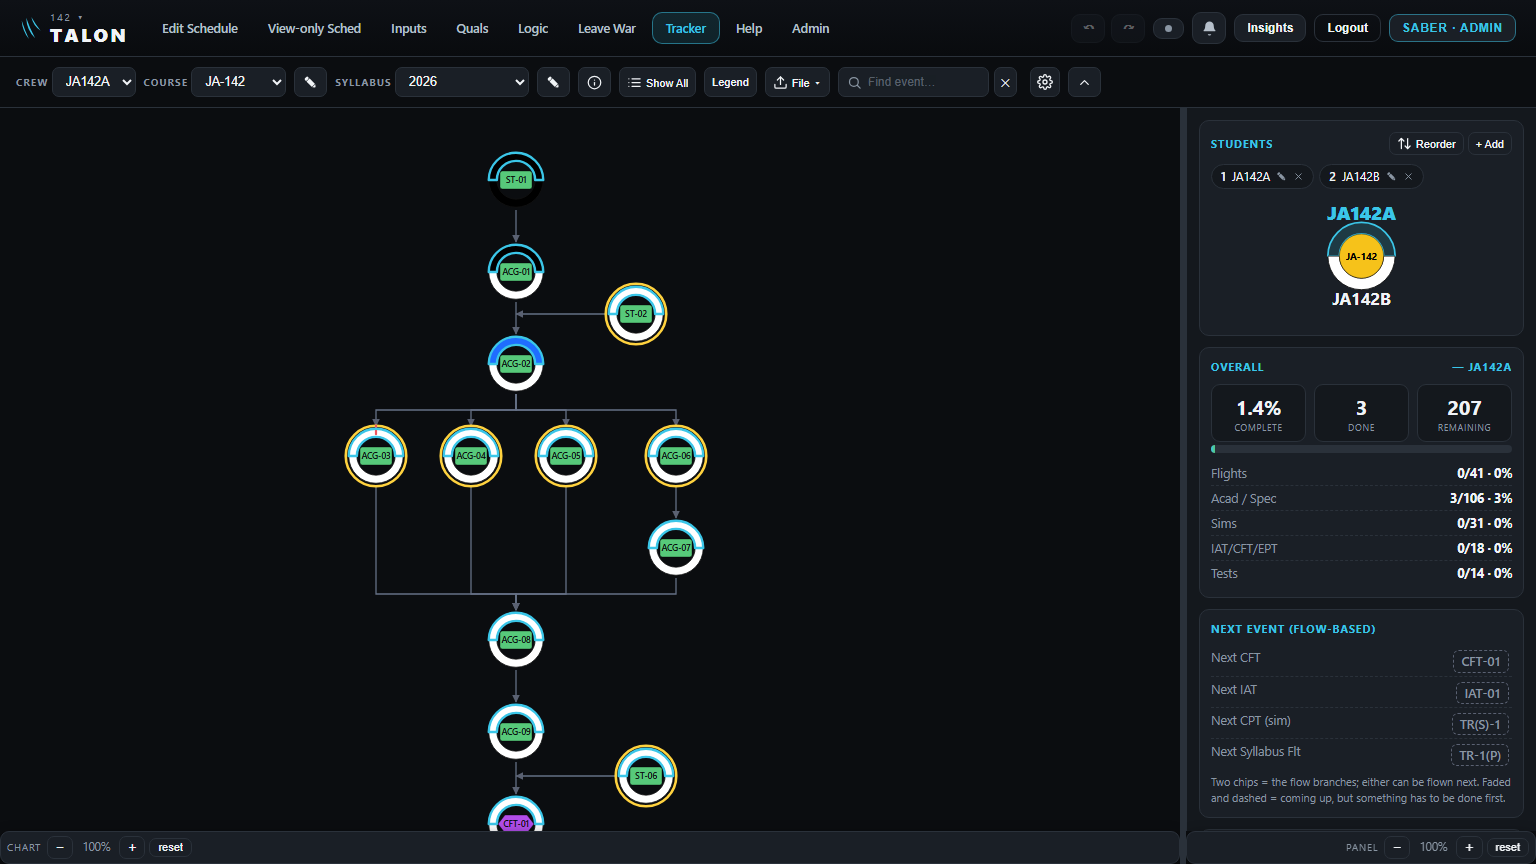 142
TALON
Edit Schedule
View-only Sched
Inputs
Quals
Logic
Leave War
Tracker
Help
Admin
Insights
Logout
SABER · ADMIN
CREW
JA142A
COURSE
JA-142
SYLLABUS
2026
Show All
Legend
File
Find event…
ST-01
ACG-01
ST-02
ACG-02
ACG-03
ACG-04
ACG-05
ACG-06
ACG-07
ACG-08
ACG-09
ST-06
CFT-01
CHART
− 100% + reset
STUDENTS
Reorder
+ Add
1 JA142A
2 JA142B
JA142A
JA-142
JA142B
OVERALL
— JA142A
1.4%
COMPLETE
3
DONE
207
REMAINING
Flights 0/41 · 0%
Acad / Spec 3/106 · 3%
Sims 0/31 · 0%
IAT/CFT/EPT 0/18 · 0%
Tests 0/14 · 0%
NEXT EVENT (FLOW-BASED)
Next CFT CFT-01
Next IAT IAT-01
Next CPT (sim) TR(S)-1
Next Syllabus Flt TR-1(P)
Two chips = the flow branches; either can be flown next. Faded
and dashed = coming up, but something has to be done first.
PANEL
− 100% + reset